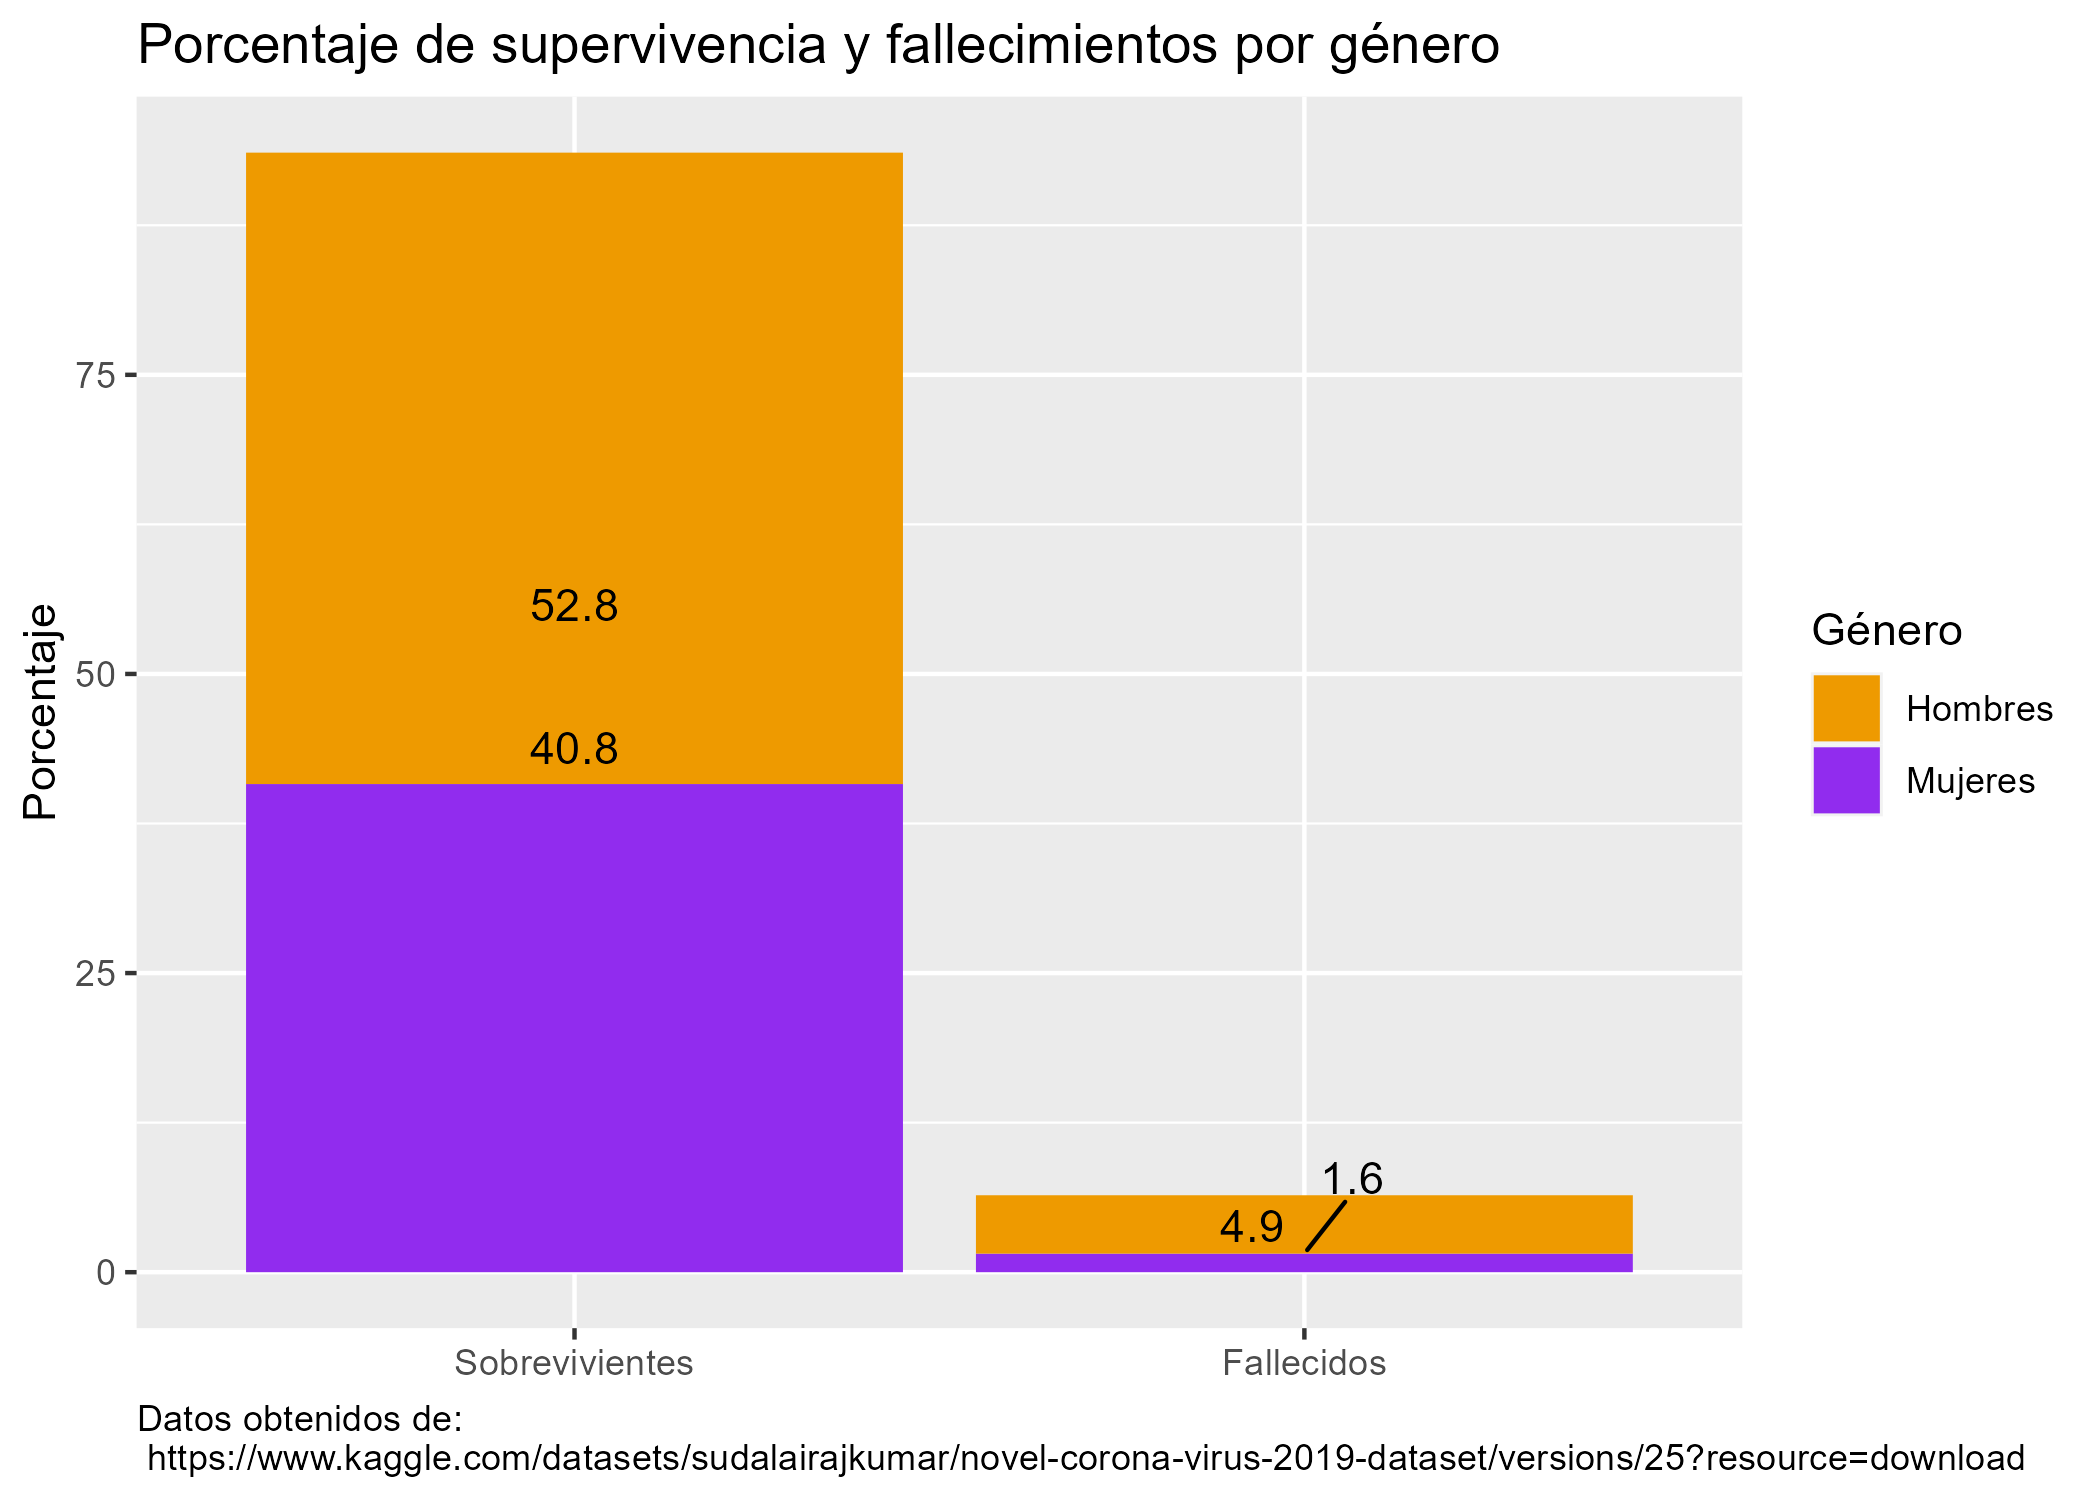 Porcentaje de supervivencia y fallecimientos por género
Porcentaje
75
50
25
0
52.8
40.8
1.6
4.9
Sobrevivientes
Fallecidos
Género
Hombres
Mujeres
Datos obtenidos de:
https://www.kaggle.com/datasets/sudalairajkumar/novel-corona-virus-2019-dataset/versions/25?resource=download